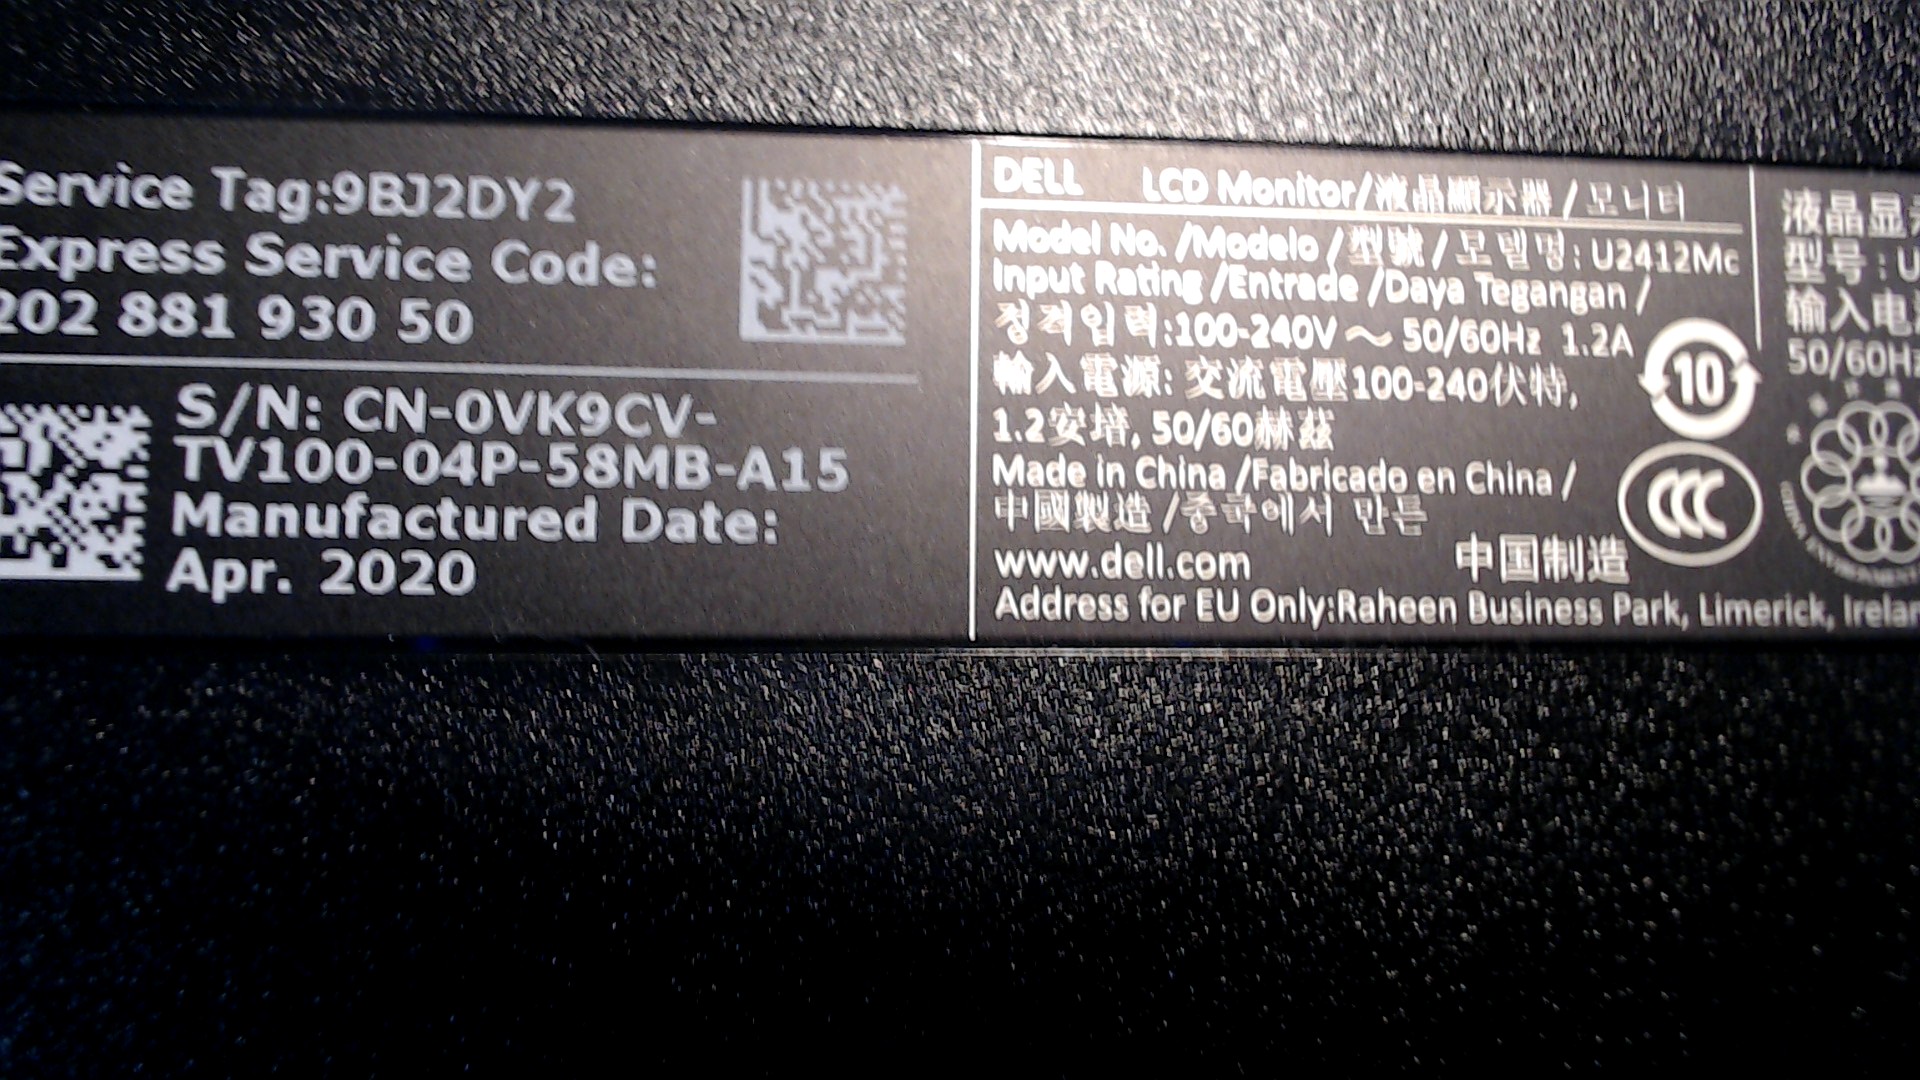 Service Tag:9BJ2DY2
Express Service Code:
202 881 930 50
S/N: CN-0VK9CV-
TV100-04P-58MB-A15
Manufactured Date:
Apr. 2020
DELL LCD Monitor/液晶顯示器 / 모니터
Model No. /Modelo / 型號 / 모델명: U2412Mc
Input Rating /Entrade /Daya Tegangan /
정격입력:100-240V ～ 50/60Hz 1.2A
輸入電源: 交流電壓100-240伏特,
1.2安培, 50/60赫茲
10
Made in China /Fabricado en China /
中國製造 /중국에서 만듬
www.dell.com 中国制造
CCC
Address for EU Only:Raheen Business Park, Limerick, Irelan
液晶显
型号: U
输入电
50/60Hz